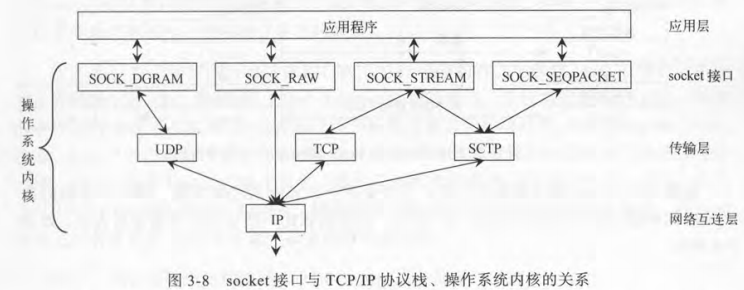 应用程序 应用层
SOCK_DGRAM SOCK_RAW SOCK_STREAM SOCK_SEQPACKET socket 接口
操作系统内核
UDP TCP SCTP 传输层
IP 网络互连层
图 3-8 socket 接口与 TCP/IP 协议栈、操作系统内核的关系